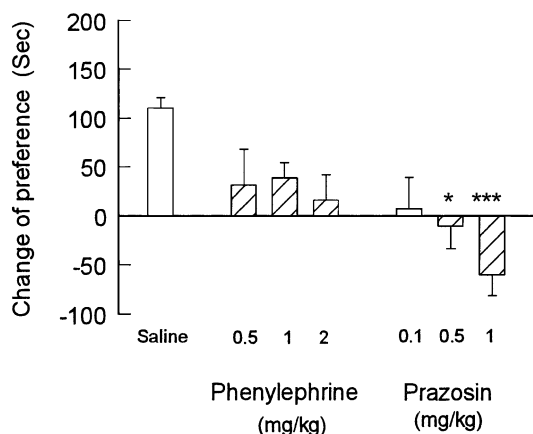 Change of preference (Sec)
200
150
100
50
0
-50
-100
* ***
Saline 0.5 1 2 0.1 0.5 1
Phenylephrine Prazosin
(mg/kg) (mg/kg)